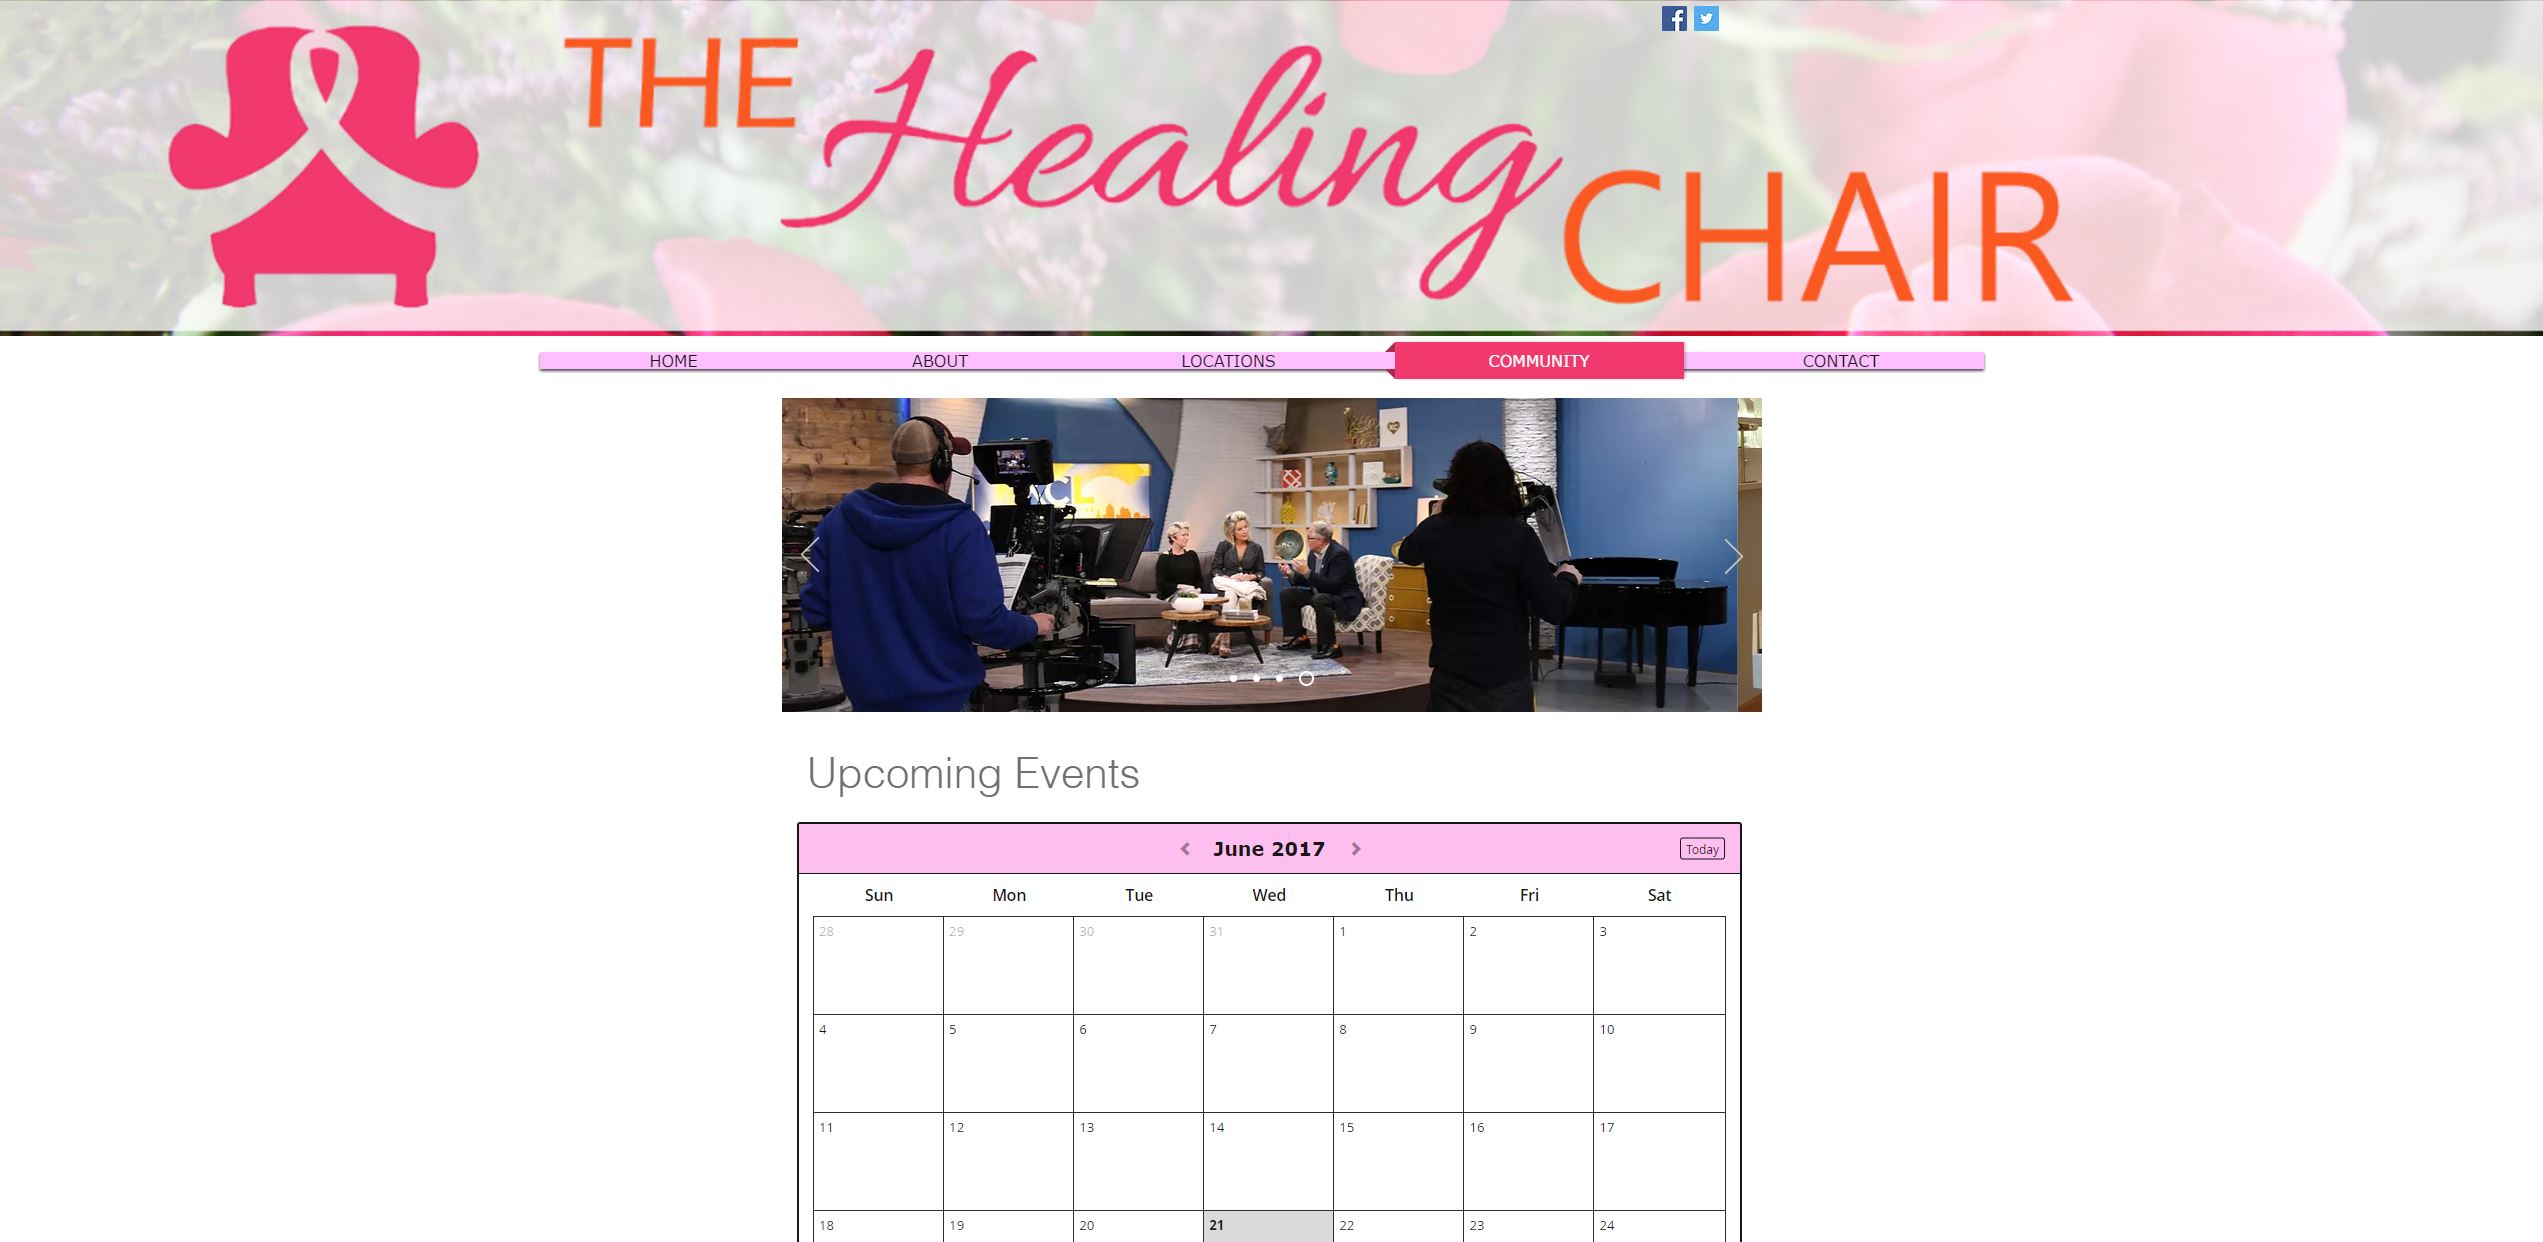 THE Healing CHAIR
HOME ABOUT LOCATIONS COMMUNITY CONTACT
Upcoming Events
June 2017 Today
Sun Mon Tue Wed Thu Fri Sat
28 29 30 31 1 2 3
4 5 6 7 8 9 10
11 12 13 14 15 16 17
18 19 20 21 22 23 24